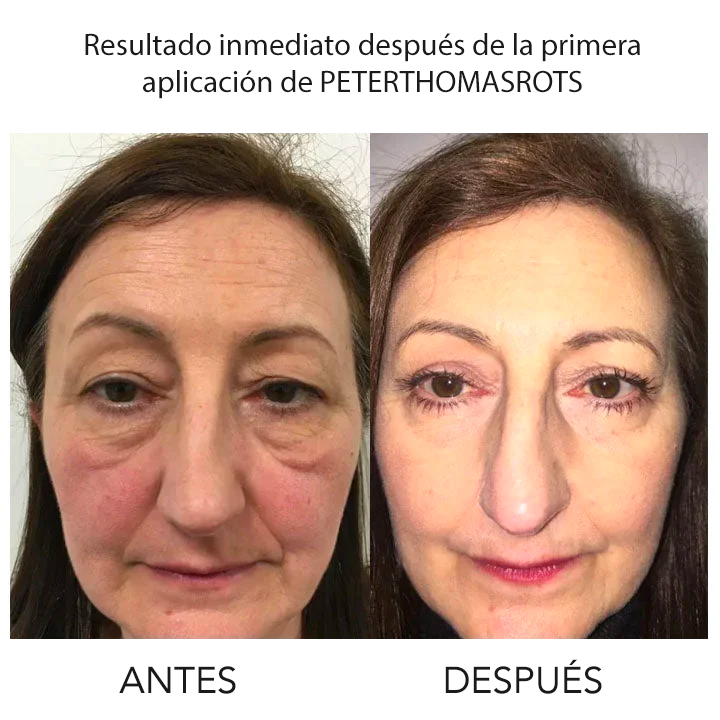 Resultado inmediato después de la primera
aplicación de PETERTHOMASROTS
ANTES
DESPUÉS